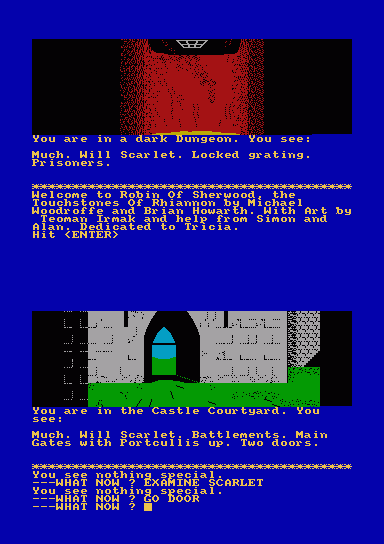 You are in a dark Dungeon. You see:
Much. Will Scarlet. Locked grating.
Prisoners.
****************************************
Welcome to Robin Of Sherwood, the
Touchstones Of Rhiannon by Michael
Woodroffe and Brian Howarth. With Art by
Teoman Irmak and help from Simon and
Alan. Dedicated to Tricia.
Hit <ENTER>
You are in the Castle Courtyard. You
see:
Much. Will Scarlet. Battlements. Main
Gates with Portcullis up. Two doors.
****************************************
You see nothing special.
---WHAT NOW ? EXAMINE SCARLET
You see nothing special.
---WHAT NOW ? GO DOOR
---WHAT NOW ?